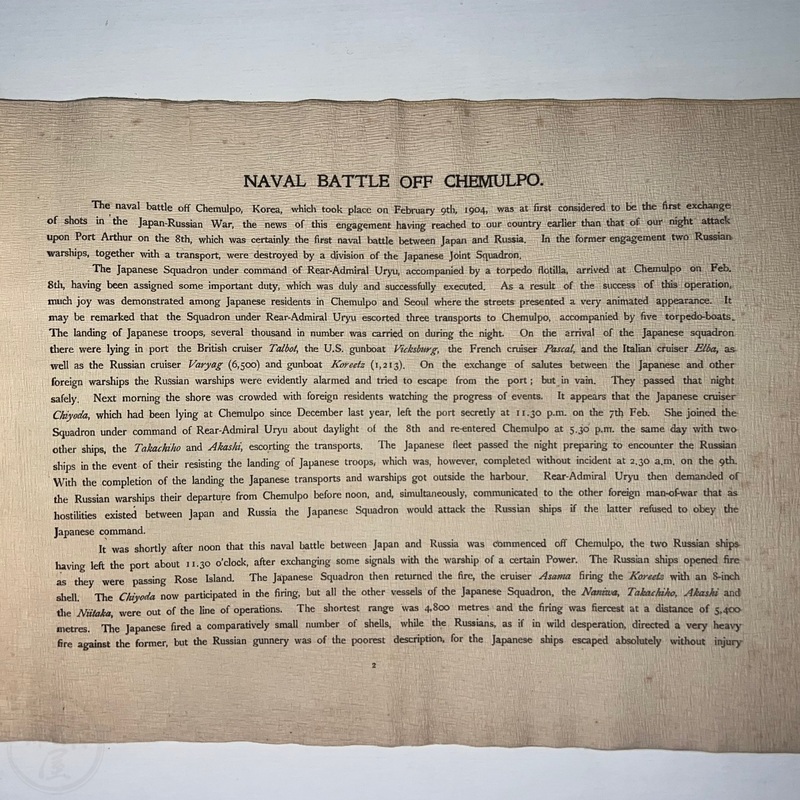 NAVAL BATTLE OFF CHEMULPO.
The naval battle off Chemulpo, Korea, which took place on February 9th, 1904, was at first considered to be the first exchange
of shots in the Japan-Russian War, the news of this engagement having reached to our country earlier than that of our night attack
upon Port Arthur on the 8th, which was certainly the first naval battle between Japan and Russia. In the former engagement two Russian
warships, together with a transport, were destroyed by a division of the Japanese Joint Squadron.
The Japanese Squadron under command of Rear-Admiral Uryu, accompanied by a torpedo flotilla, arrived at Chemulpo on Feb.
8th, having been assigned some important duty, which was duly and successfully executed. As a result of the success of this operation,
much joy was demonstrated among Japanese residents in Chemulpo and Seoul where the streets presented a very animated appearance. It
may be remarked that the Squadron under Rear-Admiral Uryu escorted three transports to Chemulpo, accompanied by five torpedo-boats.
The landing of Japanese troops, several thousand in number was carried on during the night. On the arrival of the Japanese squadron
there were lying in port the British cruiser Talbot, the U.S. gunboat Vicksburg, the French cruiser Pascal, and the Italian cruiser Elba, as
well as the Russian cruiser Varyag (6,500) and gunboat Koreetz (1,213). On the exchange of salutes between the Japanese and other
foreign warships the Russian warships were evidently alarmed and tried to escape from the port; but in vain. They passed that night
safely. Next morning the shore was crowded with foreign residents watching the progress of events. It appears that the Japanese cruiser
Chiyoda, which had been lying at Chemulpo since December last year, left the port secretly at 11.30 p.m. on the 7th Feb. She joined the
Squadron under command of Rear-Admiral Uryu about daylight of the 8th and re-entered Chemulpo at 5.30 p.m. the same day with two
other ships, the Takachiho and Akashi, escorting the transports. The Japanese fleet passed the night preparing to encounter the Russian
ships in the event of their resisting the landing of Japanese troops, which was, however, completed without incident at 2.30 a.m. on the 9th.
With the completion of the landing the Japanese transports and warships got outside the harbour. Rear-Admiral Uryu then demanded of
the Russian warships their departure from Chemulpo before noon, and, simultaneously, communicated to the other foreign man-of-war that as
hostilities existed between Japan and Russia the Japanese Squadron would attack the Russian ships if the latter refused to obey the
Japanese command.
It was shortly after noon that this naval battle between Japan and Russia was commenced off Chemulpo, the two Russian ships
having left the port about 11.30 o'clock, after exchanging some signals with the warship of a certain Power. The Russian ships opened fire
as they were passing Rose Island. The Japanese Squadron then returned the fire, the cruiser Asama firing the Koreetz with an 8-inch
shell. The Chiyoda now participated in the firing, but all the other vessels of the Japanese Squadron, the Naniwa, Takachiho, Akashi and
the Niitaka, were out of the line of operations. The shortest range was 4,800 metres and the firing was fiercest at a distance of 5,400
metres. The Japanese fired a comparatively small number of shells, while the Russians, as if in wild desperation, directed a very heavy
fire against the former, but the Russian gunnery was of the poorest description, for the Japanese ships escaped absolutely without injury
2